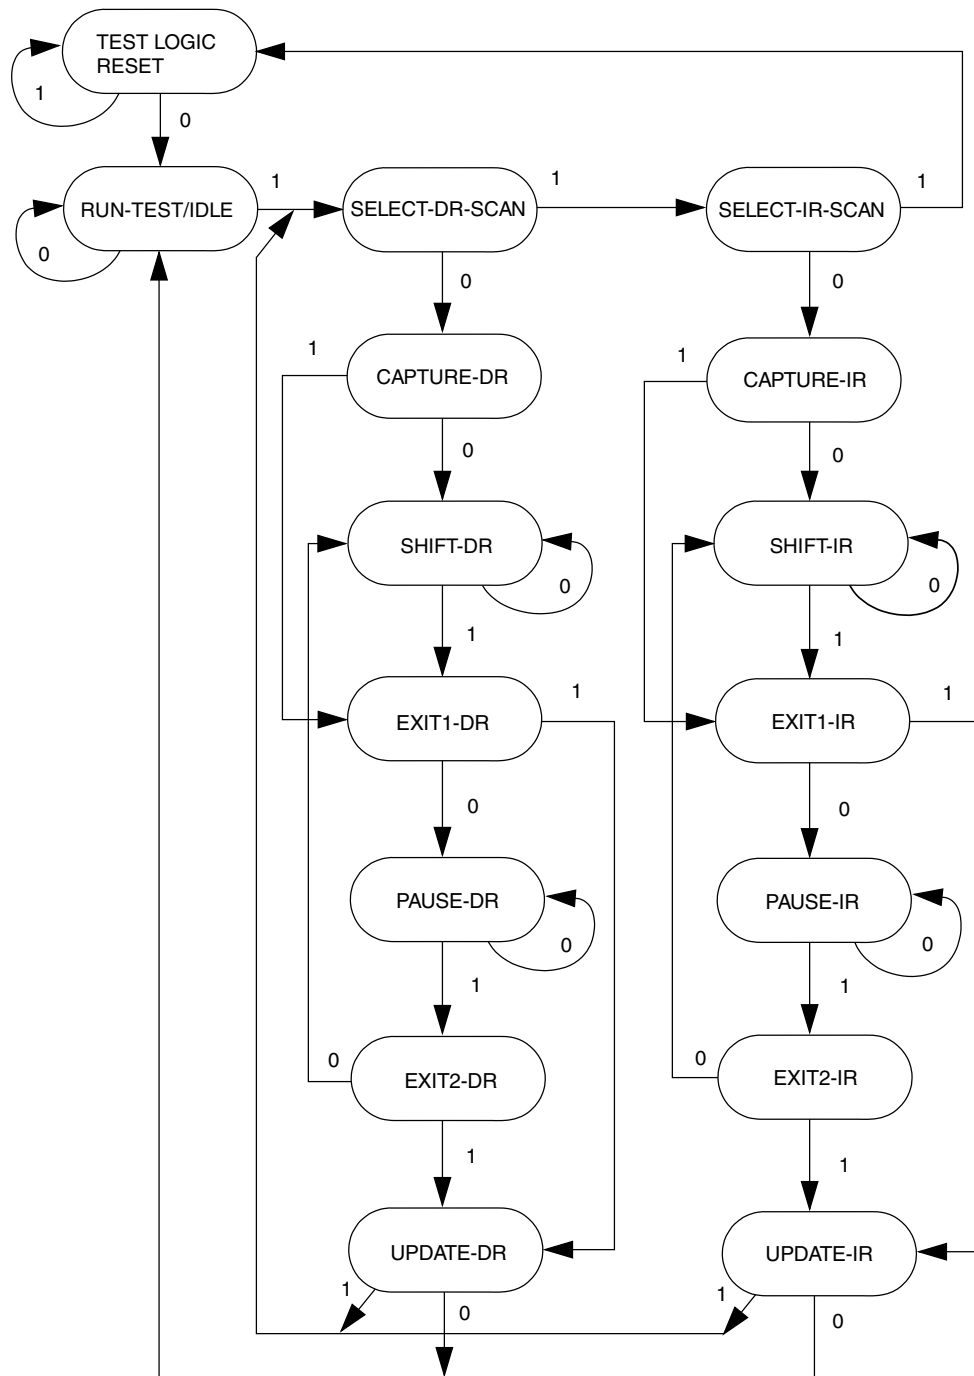 TEST LOGIC
RESET
1
0
RUN-TEST/IDLE
1
SELECT-DR-SCAN
1
SELECT-IR-SCAN
1
0
0
0
CAPTURE-DR
1
CAPTURE-IR
1
0
0
SHIFT-DR
0
SHIFT-IR
0
1
1
EXIT1-DR
1
EXIT1-IR
1
0
0
PAUSE-DR
0
PAUSE-IR
0
1
1
EXIT2-DR
0
EXIT2-IR
0
1
1
UPDATE-DR
UPDATE-IR
1
0
1
0